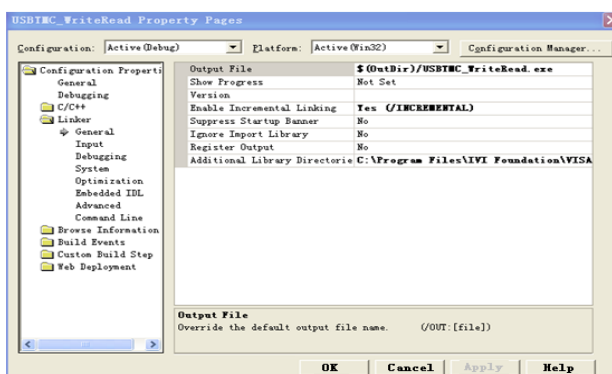 USBTMC_WriteRead Property Pages
Configuration: Active(Debug) Platform: Active(Win32) Configuration Manager...
Configuration Properti
General
Debugging
C/C++
Linker
General
Input
Debugging
System
Optimization
Embedded IDL
Advanced
Command Line
Browse Information
Build Events
Custom Build Step
Web Deployment
Output File $(OutDir)/USBTMC_WriteRead.exe
Show Progress Not Set
Version
Enable Incremental Linking Yes (/INCREMENTAL)
Suppress Startup Banner No
Ignore Import Library No
Register Output No
Additional Library Directorie C:\Program Files\IVI Foundation\VISA
Output File
Override the default output file name. (/OUT:[file])
OK Cancel Apply Help